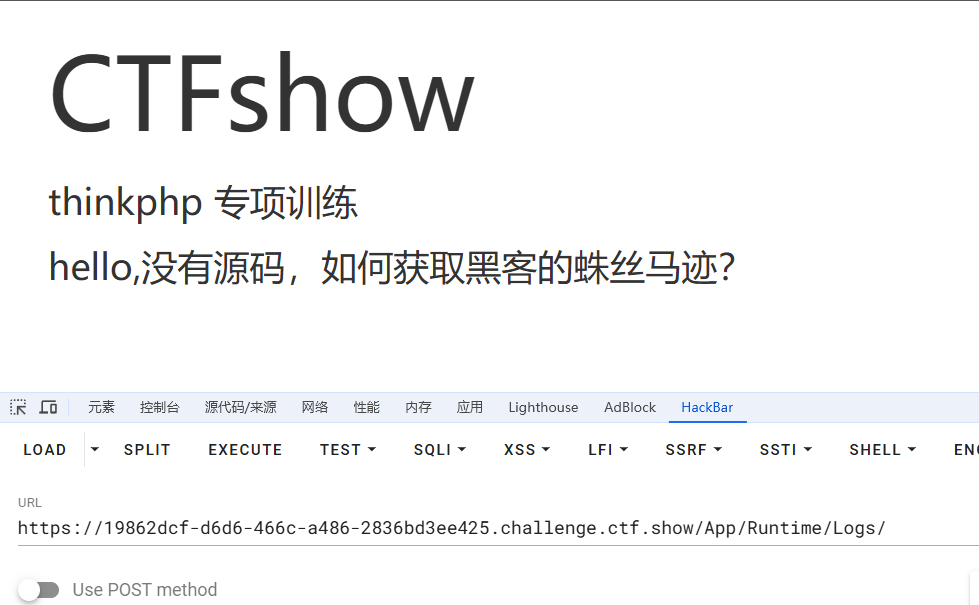 CTFshow
thinkphp 专项训练
hello,没有源码，如何获取黑客的蛛丝马迹？
元素 控制台 源代码/来源 网络 性能 内存 应用 Lighthouse AdBlock HackBar
LOAD SPLIT EXECUTE TEST SQLI XSS LFI SSRF SSTI SHELL ENC
URL
https://19862dcf-d6d6-466c-a486-2836bd3ee425.challenge.ctf.show/App/Runtime/Logs/
Use POST method